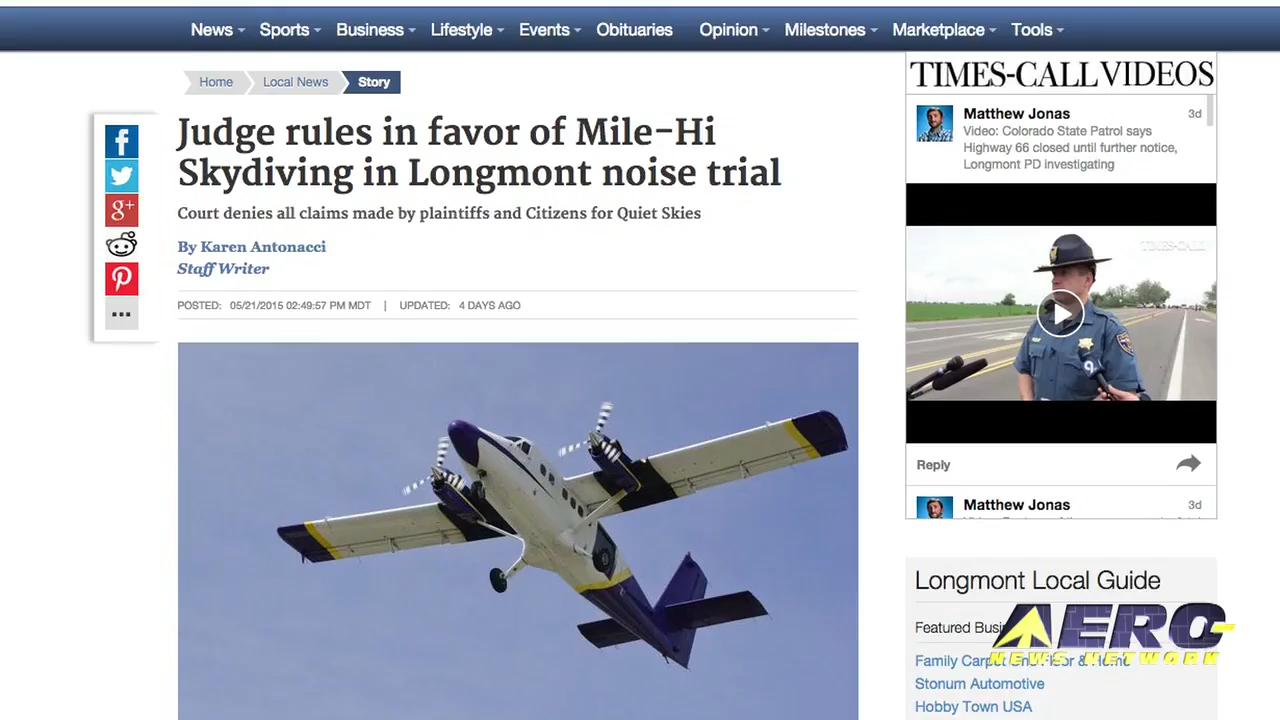 News Sports Business Lifestyle Events Obituaries Opinion Milestones Marketplace Tools
Home Local News Story
Judge rules in favor of Mile-Hi
Skydiving in Longmont noise trial
Court denies all claims made by plaintiffs and Citizens for Quiet Skies
By Karen Antonacci
Staff Writer
POSTED: 05/21/2015 02:49:57 PM MDT | UPDATED: 4 DAYS AGO
TIMES-CALL VIDEOS
Matthew Jonas 3d
Video: Colorado State Patrol says
Highway 66 closed until further notice,
Longmont PD investigating
TIMES-CALL
9
Reply
Matthew Jonas 3d
Longmont Local Guide
Featured
AERO
NEWS NETWORK
Family
Stonum Automotive
Hobby Town USA